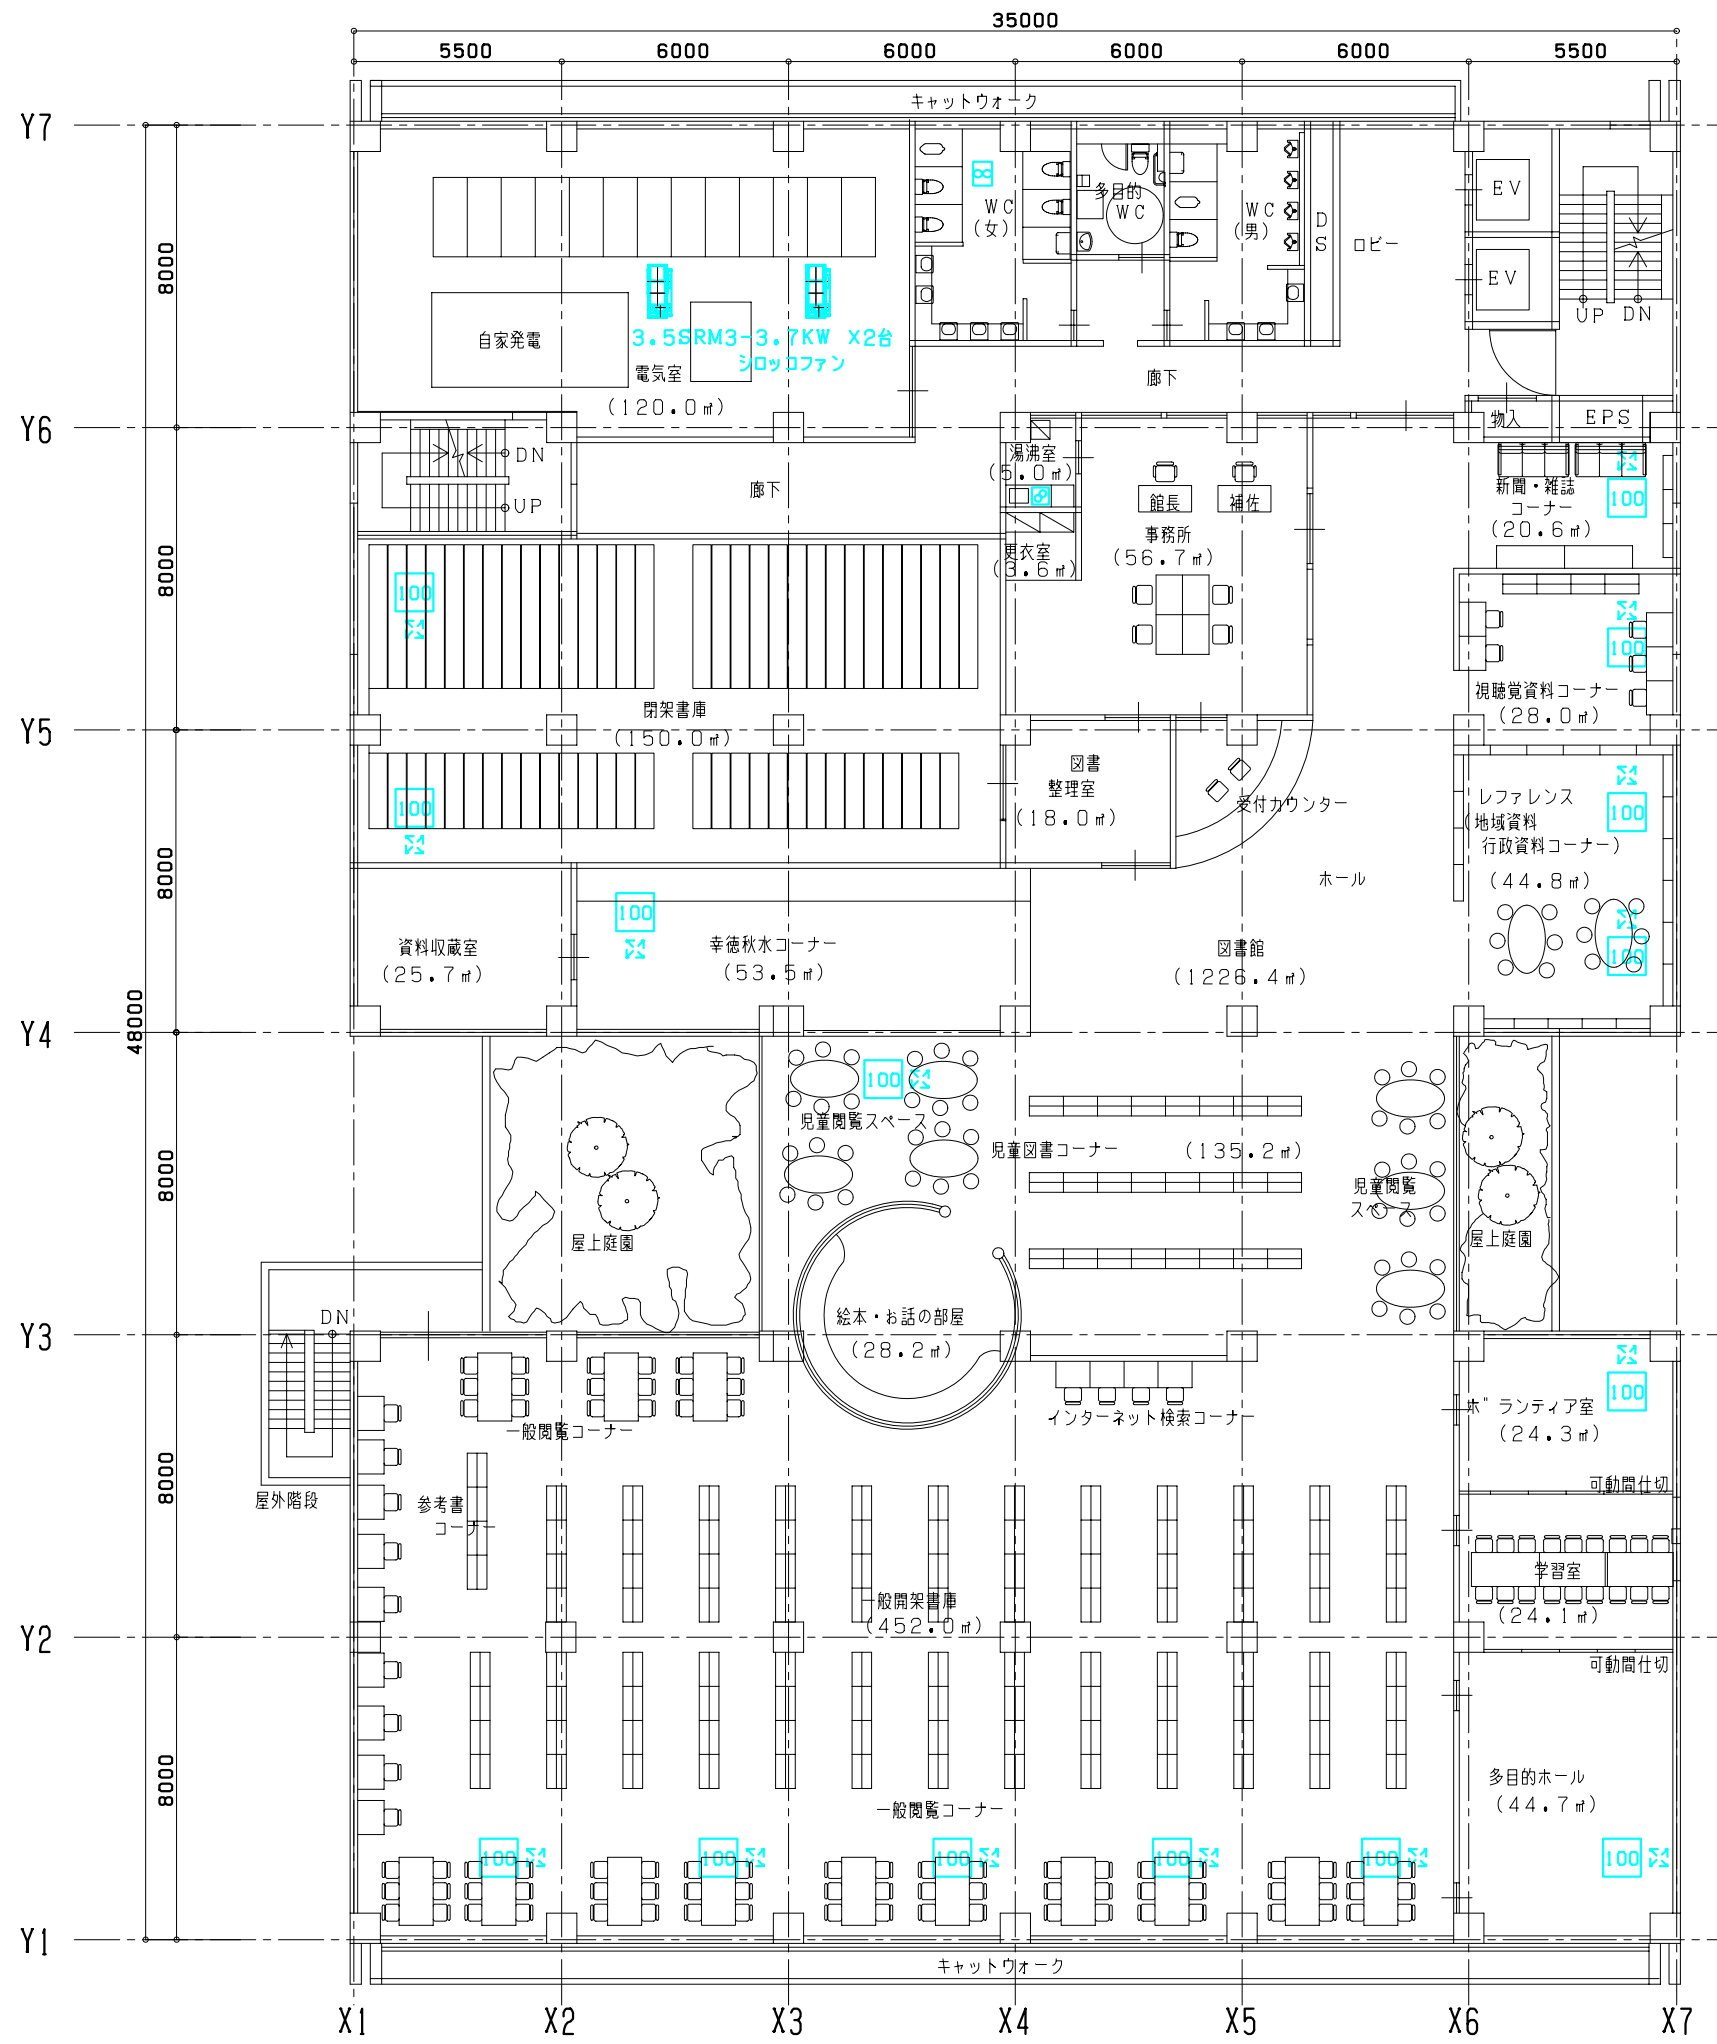 35000
5500 6000 6000 6000 6000 5500
キャットウォーク
Y7
8000
WC
(女)
多目的
WC
WC
(男)
DS
ロビー
EV
EV
UP DN
自家発電
3.5SRM3-3.7KW X2台
シロッコファン
電気室
(120.0㎡)
廊下
Y6
物入
EPS
DN
UP
廊下
湯沸室
(5.0㎡)
館長
補佐
事務所
(56.7㎡)
更衣室
(3.6㎡)
新聞・雑誌
コーナー
(20.6㎡)
100
8000
100
100
視聴覚資料コーナー
(28.0㎡)
閉架書庫
(150.0㎡)
Y5
図書
整理室
(18.0㎡)
受付カウンター
100
100
レファレンス
(地域資料
行政資料コーナー)
(44.8㎡)
8000
ホール
100
資料収蔵室
(25.7㎡)
幸徳秋水コーナー
(53.5㎡)
図書館
(1226.4㎡)
100
48000
Y4
100
児童閲覧スペース
児童図書コーナー (135.2㎡)
8000
児童閲覧
スペース
屋上庭園
屋上庭園
DN
絵本・お話の部屋
(28.2㎡)
Y3
100
一般閲覧コーナー
インターネット検索コーナー
ホ゛ランティア室
(24.3㎡)
8000
可動間仕切
屋外階段
参考書
コーナー
学習室
(24.1㎡)
一般開架書庫
(452.0㎡)
Y2
可動間仕切
8000
多目的ホール
(44.7㎡)
一般閲覧コーナー
100 100 100 100 100 100
Y1
キャットウォーク
X1 X2 X3 X4 X5 X6 X7